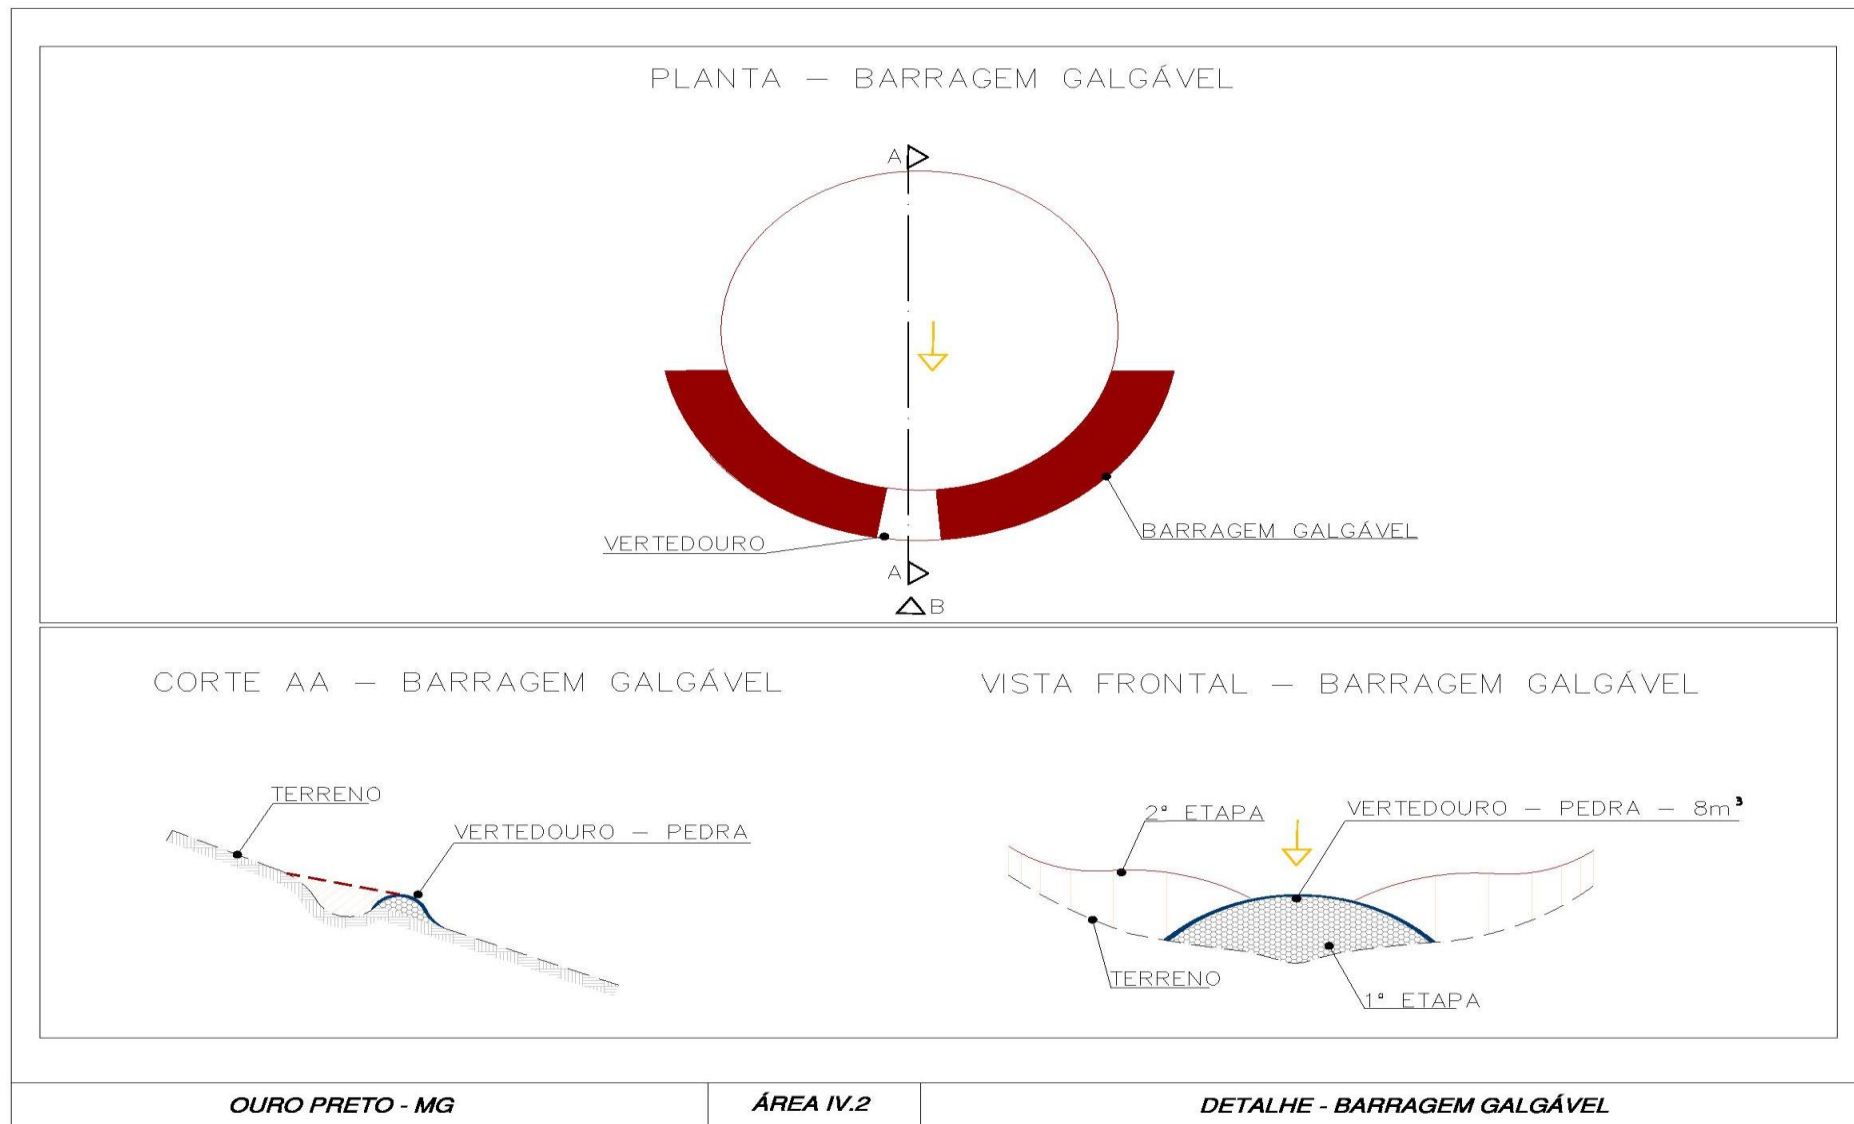 PLANTA — BARRAGEM GALGÁVEL
A
VERTEDOURO
BARRAGEM GALGÁVEL
A
B
CORTE AA — BARRAGEM GALGÁVEL
VISTA FRONTAL — BARRAGEM GALGÁVEL
TERRENO
VERTEDOURO — PEDRA
2ª ETAPA
VERTEDOURO — PEDRA — 8m³
TERRENO
1ª ETAPA
OURO PRETO - MG
ÁREA IV.2
DETALHE - BARRAGEM GALGÁVEL